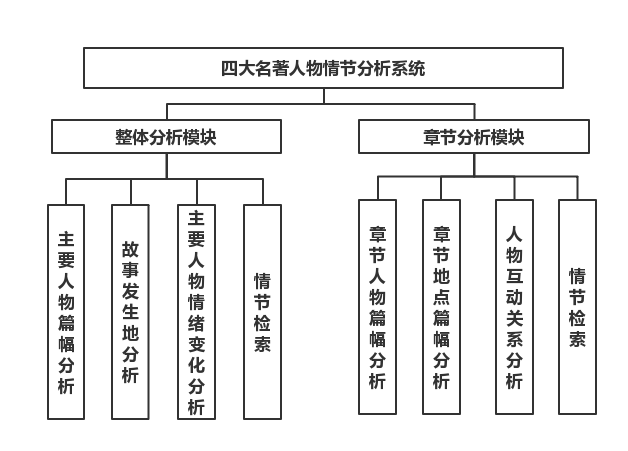 四大名著人物情节分析系统
整体分析模块
章节分析模块
主要人物篇幅分析
故事发生地分析
主要人物情绪变化分析
情节检索
章节人物篇幅分析
章节地点篇幅分析
人物互动关系分析
情节检索